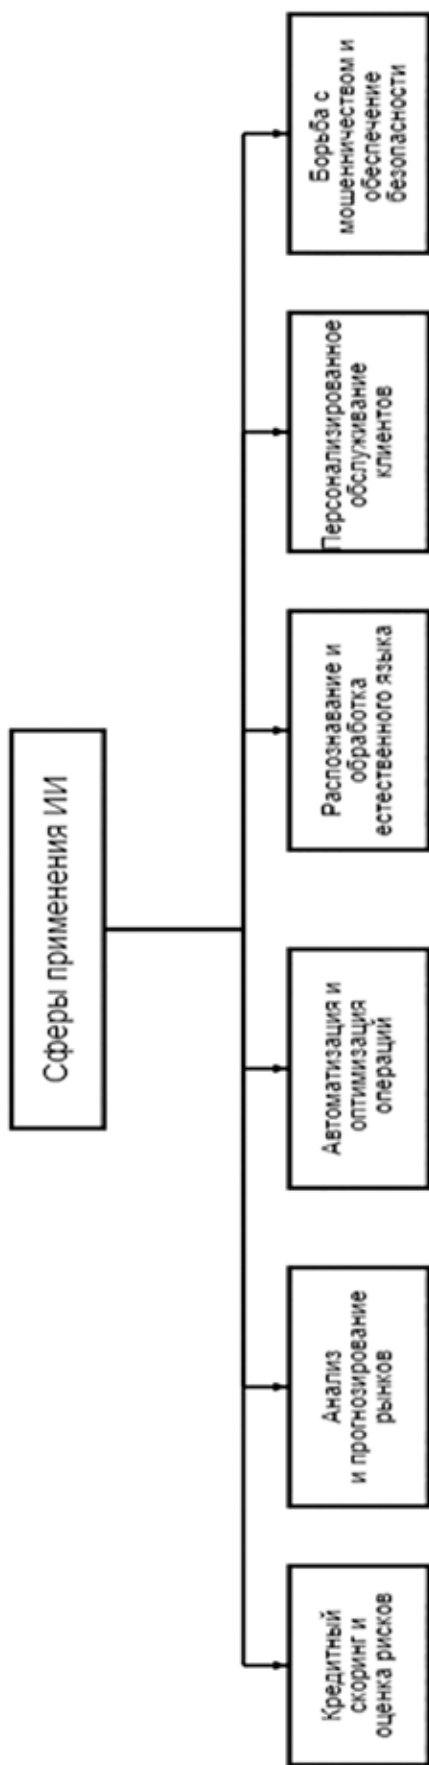 Сферы применения ИИ
Кредитный
скоринг и
оценка рисков
Анализ
и прогнозирование
рынков
Автоматизация и
оптимизация
операций
Распознавание и
обработка
естественного языка
Персонализированное
обслуживание
клиентов
Борьба с
мошенничеством и
обеспечение
безопасности